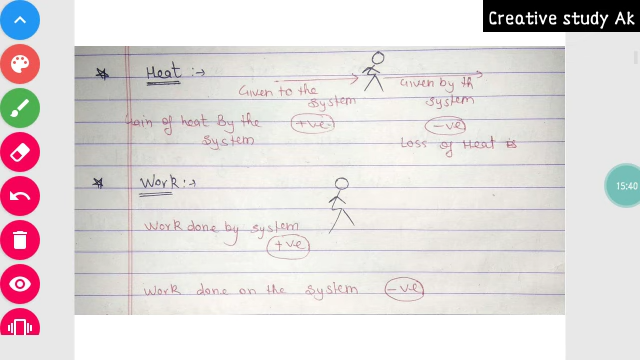 Creative study Ak
* Heat :→
Given to the
system
Given by th
system
Gain of heat By the
system
+ve
-ve
Loss of Heat is
* Work :→
Work done by system
+ve
Work done on the system -ve
15:40